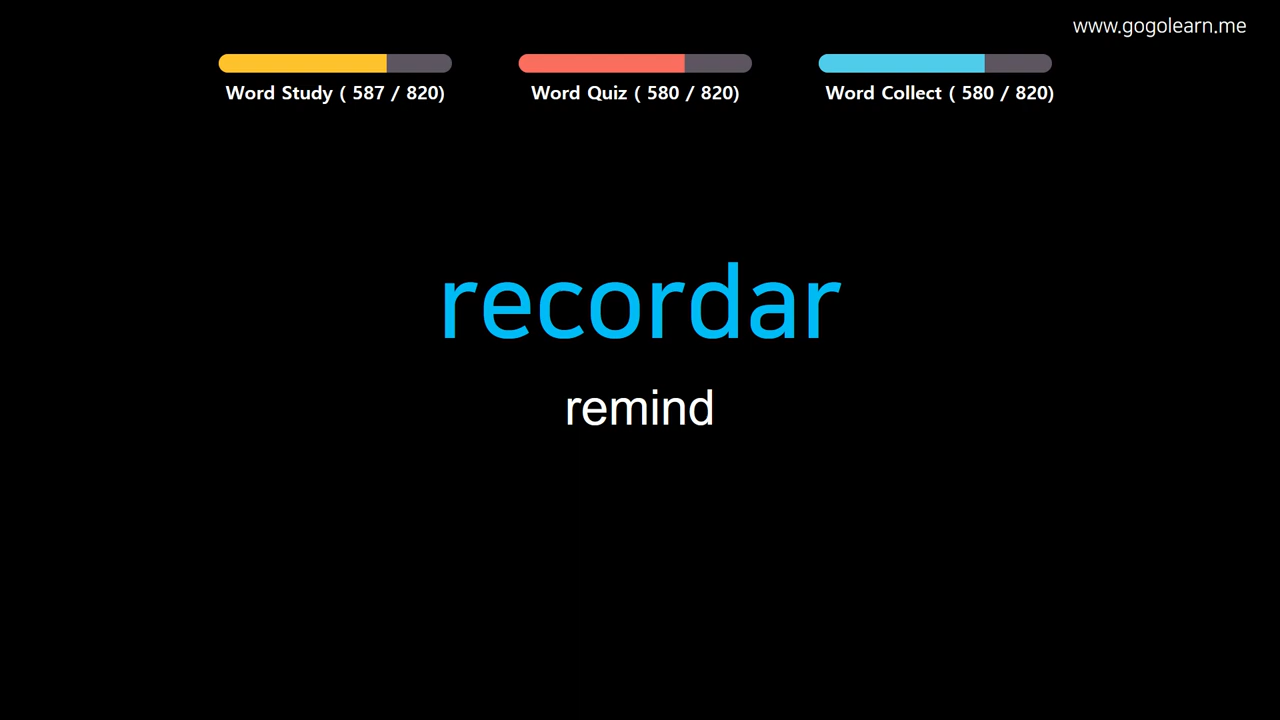 www.gogolearn.me
Word Study ( 587 / 820)
Word Quiz ( 580 / 820)
Word Collect ( 580 / 820)
recordar
remind